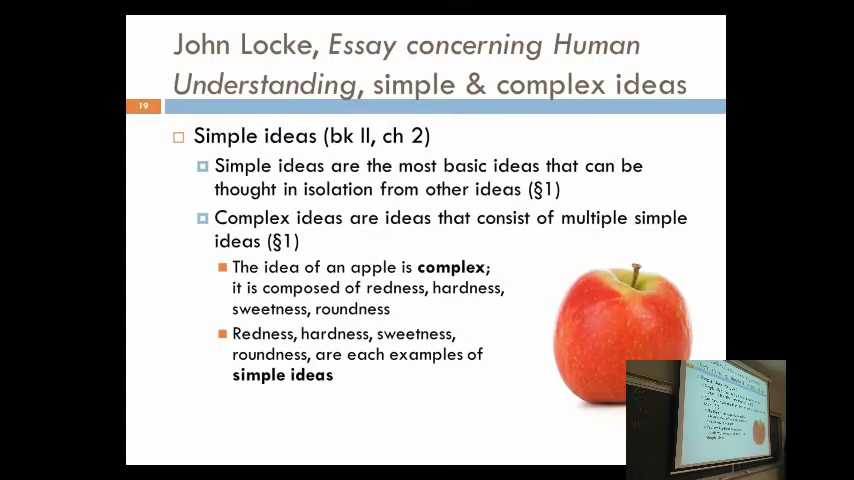 John Locke, Essay concerning Human
Understanding, simple & complex ideas
19
Simple ideas (bk II, ch 2)
Simple ideas are the most basic ideas that can be
thought in isolation from other ideas (§1)
Complex ideas are ideas that consist of multiple simple
ideas (§1)
The idea of an apple is complex;
it is composed of redness, hardness,
sweetness, roundness
Redness, hardness, sweetness,
roundness, are each examples of
simple ideas